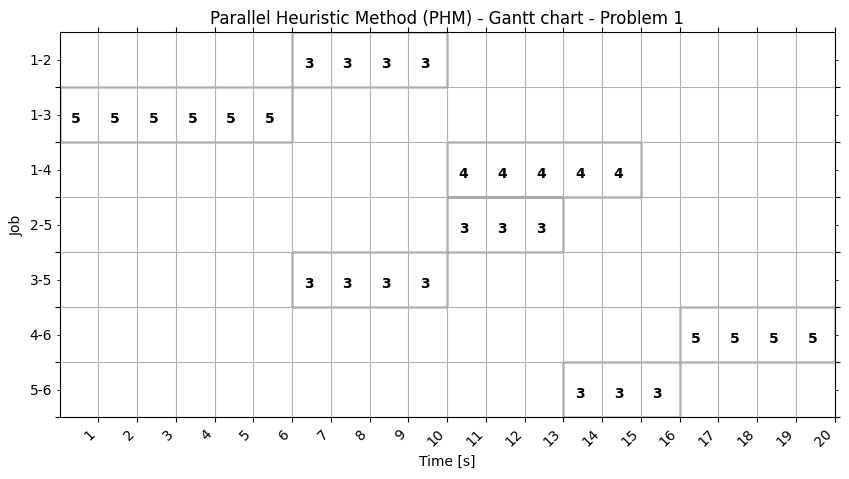 Parallel Heuristic Method (PHM) - Gantt chart - Problem 1
1-2 3 3 3 3
1-3 5 5 5 5 5 5
1-4 4 4 4 4 4
2-5 3 3 3
3-5 3 3 3 3
4-6 5 5 5 5
5-6 3 3 3
Job
1 2 3 4 5 6 7 8 9 10 11 12 13 14 15 16 17 18 19 20
Time [s]